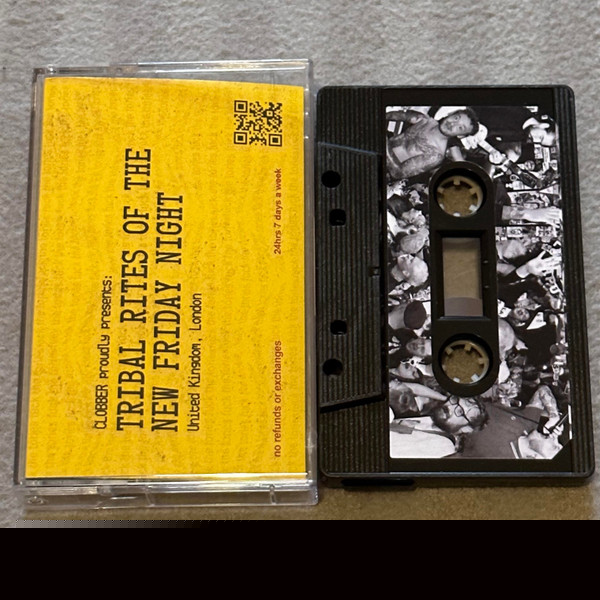 CLOBBER proudly presents:
TRIBAL RITES OF THE
NEW FRIDAY NIGHT
United Kingdom, London
no refunds or exchanges
24hrs 7 days a week